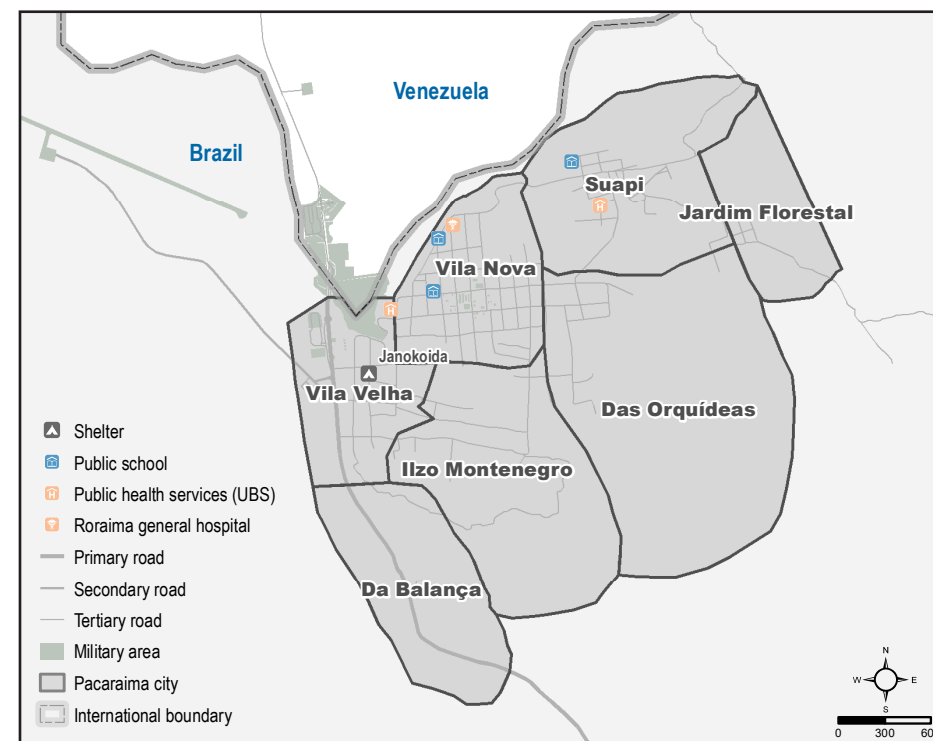 Venezuela
Brazil
Suapi
Jardim Florestal
Vila Nova
Janokoida
Vila Velha
Das Orquídeas
Ilzo Montenegro
Da Balança
Shelter
Public school
Public health services (UBS)
Roraima general hospital
Primary road
Secondary road
Tertiary road
Military area
Pacaraima city
International boundary
N
W E
S
0 300